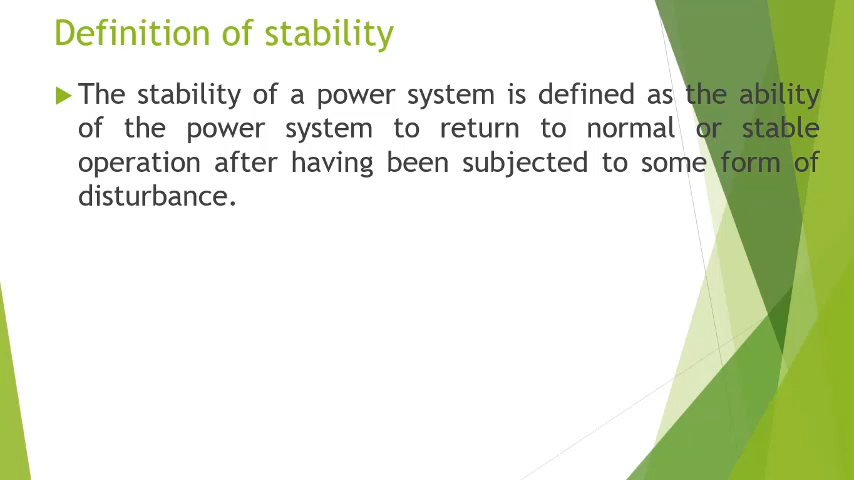 Definition of stability
The stability of a power system is defined as the ability
of the power system to return to normal or stable
operation after having been subjected to some form of
disturbance.